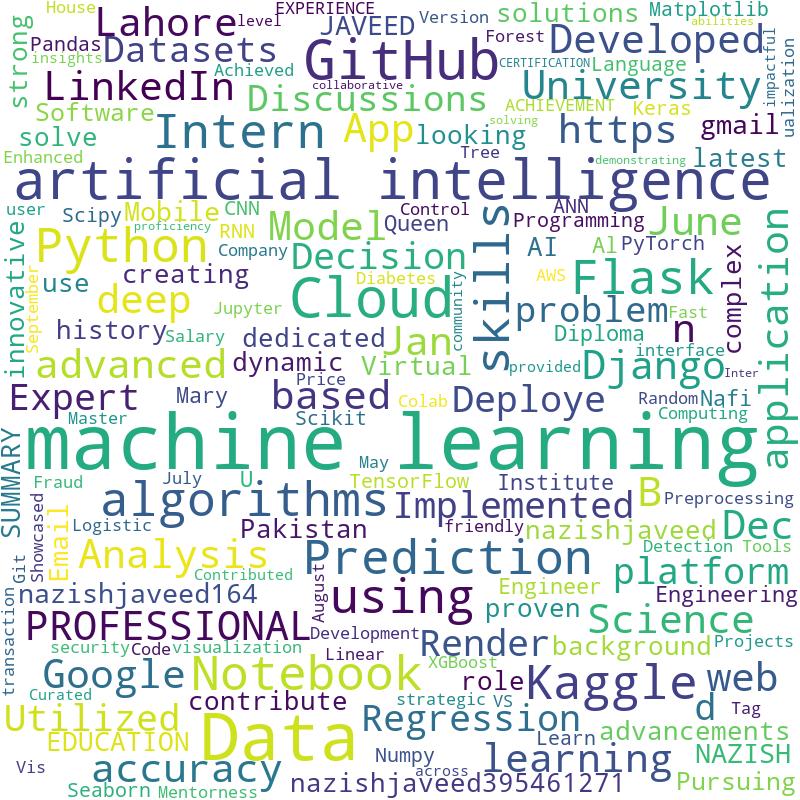 House Lahore level EXPERIENCE JAVEED Version solutions Matplotlib
strong Pandas Datasets GitHub Forest Developed abilities
insights Achieved CERTIFICATION Language impactful ualization
LinkedIn collaborative University
Software Discussions ACHIEVEMENT Keras
solve Intern App looking solving https gmail
Enhanced Tree demonstrating latest
artificial intelligence
user Scipy Mobile CNN Control skills ANN June application
proficiency RNN Model Queen Programming
innovative Python Company Decision AI Al PyTorch complex
September use creating Diabetes community AWS Flask
deep Jupyter Cloud problem Fast
history Salary dedicated Jan Diploma n
advanced dynamic Virtual provided Django interface Inter
Price
Expert Mary based Colab Deploye Random Nafi
Master Scikit Computing
machine learning
SUMMARY May
Fraud July U TensorFlow Institute
Showcased algorithms Implemented B Preprocessing
Email Logistic Pakistan friendly nazishjaveed Dec
Git Analysis Prediction Detection Tools
Contributed platform
transaction nazishjaveed164 August using Engineer Engineering
proven
PROFESSIONAL Development Science
security Code visualization Linear Render background Projects
XGBoost
Google Notebook role Kaggle web
Curated contribute strategic VS d Tag
Utilized Data Regression advancements
EDUCATION Learn
Vis accuracy Numpy across learning NAZISH
Seaborn Mentorness nazishjaveed395461271 Pursuing